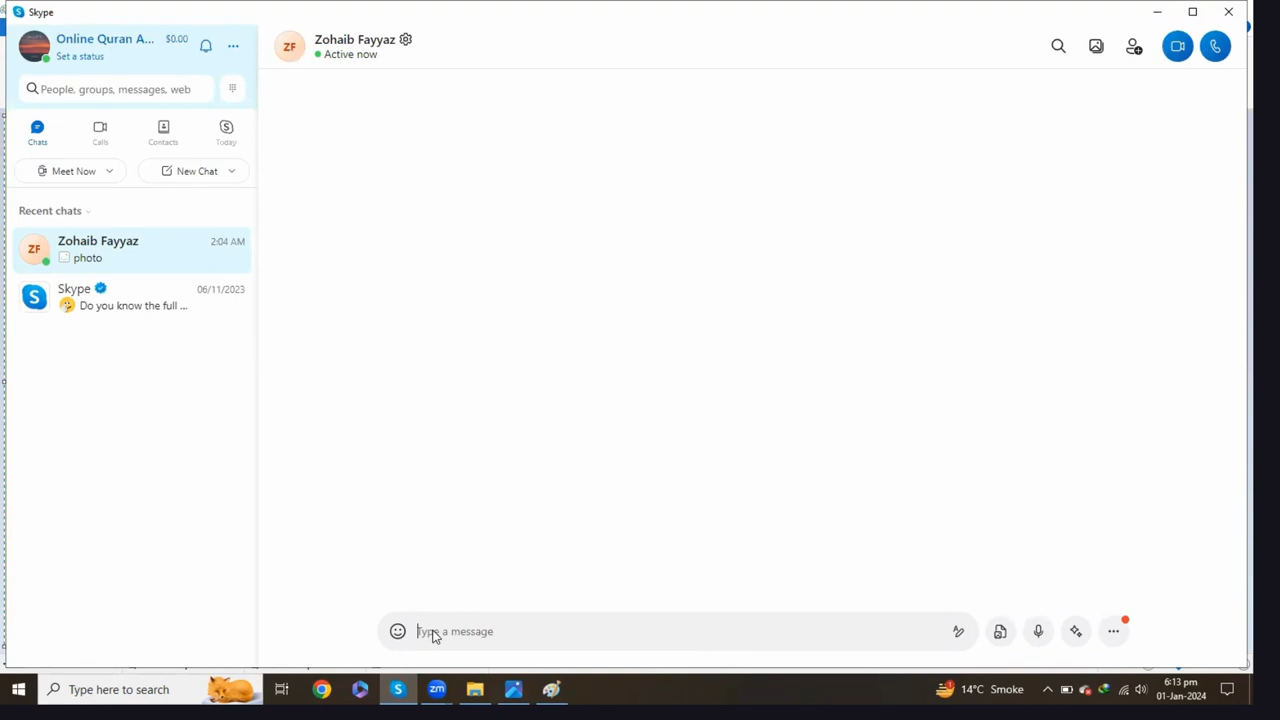 Skype
Online Quran A...
$0.00
Set a status
People, groups, messages, web
Chats
Calls
Contacts
Today
Meet Now
New Chat
Recent chats
Zohaib Fayyaz
2:04 AM
photo
Skype
06/11/2023
Do you know the full ...
ZF
Zohaib Fayyaz
Active now
ZF
Type a message
Type here to search
zm
14°C Smoke
6:13 pm
01-Jan-2024